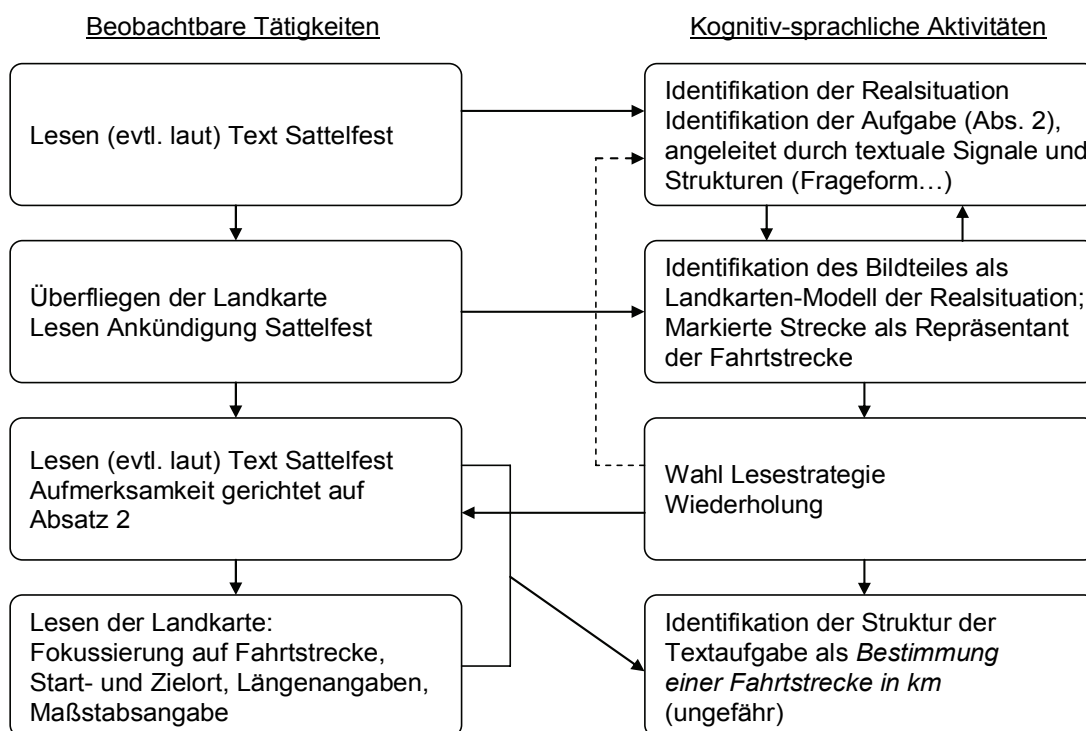 Beobachtbare Tätigkeiten
Kognitiv-sprachliche Aktivitäten
Lesen (evtl. laut) Text Sattelfest
Identifikation der Realsituation
Identifikation der Aufgabe (Abs. 2),
angeleitet durch textuale Signale und
Strukturen (Frageform…)
Überfliegen der Landkarte
Lesen Ankündigung Sattelfest
Identifikation des Bildteiles als
Landkarten-Modell der Realsituation;
Markierte Strecke als Repräsentant
der Fahrtstrecke
Lesen (evtl. laut) Text Sattelfest
Aufmerksamkeit gerichtet auf
Absatz 2
Wahl Lesestrategie
Wiederholung
Lesen der Landkarte:
Fokussierung auf Fahrtstrecke,
Start- und Zielort, Längenangaben,
Maßstabsangabe
Identifikation der Struktur der
Textaufgabe als Bestimmung
einer Fahrtstrecke in km
(ungefähr)